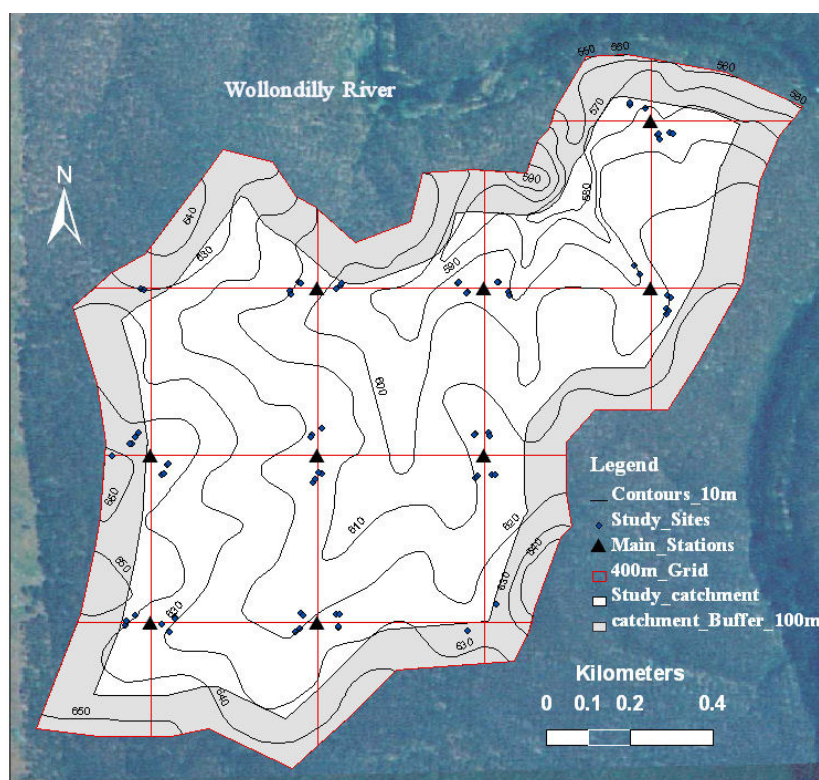 550
560
560
580
570
Wollondilly River
590
580
N
640
630
590
600
650
Legend
Contours_10m
Study_Sites
Main_Stations
400m_Grid
Study_catchment
catchment_Buffer_100m
610
620
640
650
630
630
630
640
650
Kilometers
0 0.1 0.2 0.4